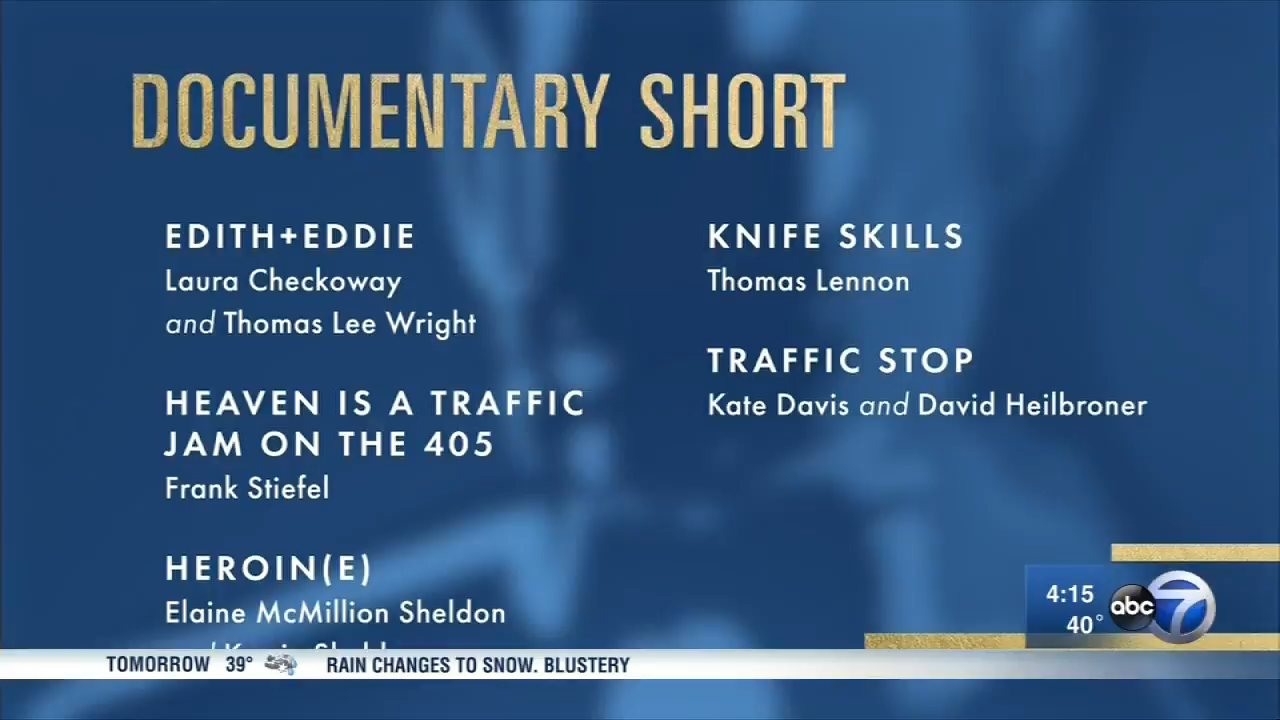 DOCUMENTARY SHORT
EDITH+EDDIE
Laura Checkoway
and Thomas Lee Wright
HEAVEN IS A TRAFFIC
JAM ON THE 405
Frank Stiefel
HEROIN(E)
Elaine McMillion Sheldon
KNIFE SKILLS
Thomas Lennon
TRAFFIC STOP
Kate Davis and David Heilbroner
4:15
40°
abc 7
TOMORROW 39° RAIN CHANGES TO SNOW. BLUSTERY